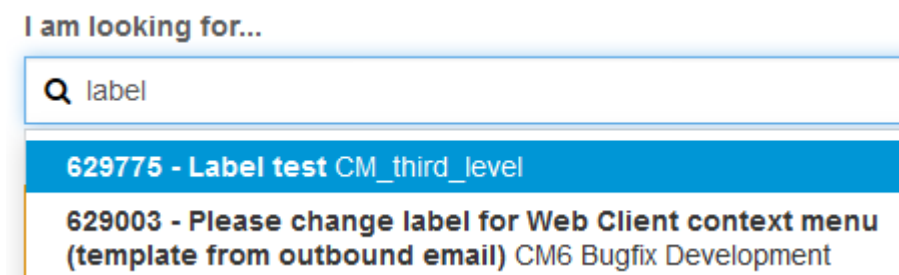 I am looking for...
label
629775 - Label test CM_third_level
629003 - Please change label for Web Client context menu
(template from outbound email) CM6 Bugfix Development